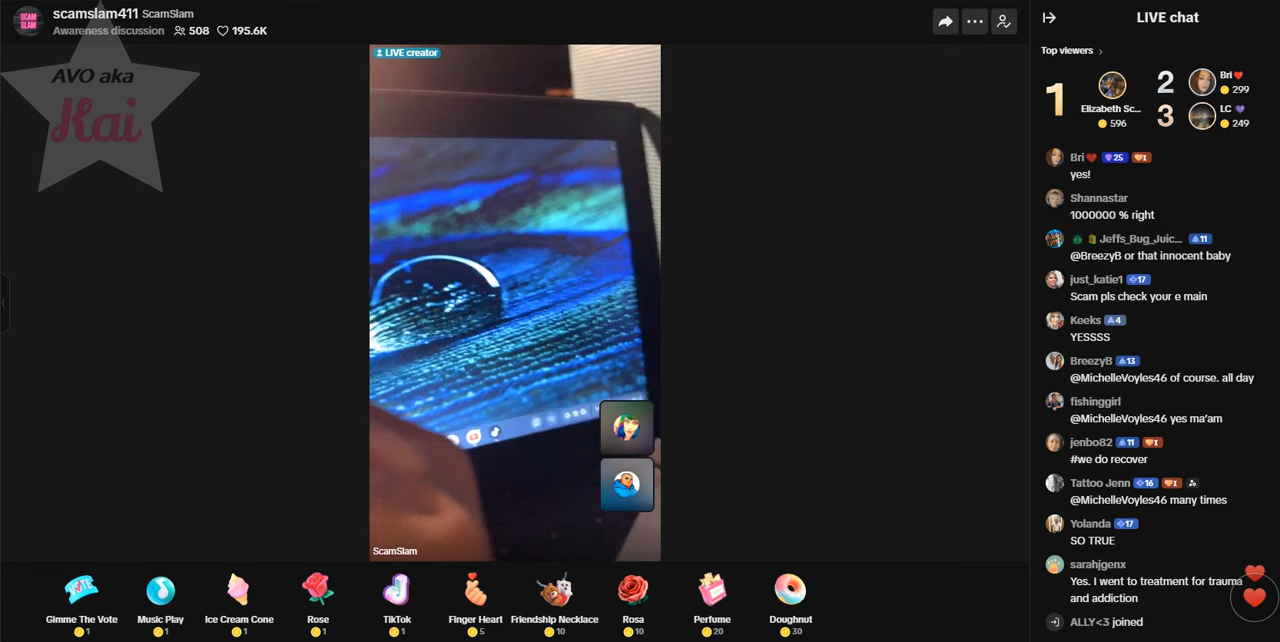 SCAM
SLAM
scamslam411 ScamSlam
Awareness discussion 508 195.6K
AVO aka
Kai
LIVE creator
ScamSlam
Gimme The Vote
1
Music Play
1
Ice Cream Cone
1
Rose
1
TikTok
1
Finger Heart
5
Friendship Necklace
10
Rosa
10
Perfume
20
Doughnut
30
LIVE chat
Top viewers
1
Elizabeth Sc...
596
2
Bri❤️
299
3
LC 💜
249
Bri❤️ 25 I
yes!
Shannastar
1000000 % right
Jeffs_Bug_Juic... 11
@BreezyB or that innocent baby
just_katie1 17
Scam pls check your e main
Keeks 4
YESSSS
BreezyB 13
@MichelleVoyles46 of course. all day
fishinggirl
@MichelleVoyles46 yes ma'am
jenbo82 11 I
#we do recover
Tattoo Jenn 16 I
@MichelleVoyles46 many times
Yolanda 17
SO TRUE
sarahjgenx
Yes. I went to treatment for trauma
and addiction
ALLY<3 joined